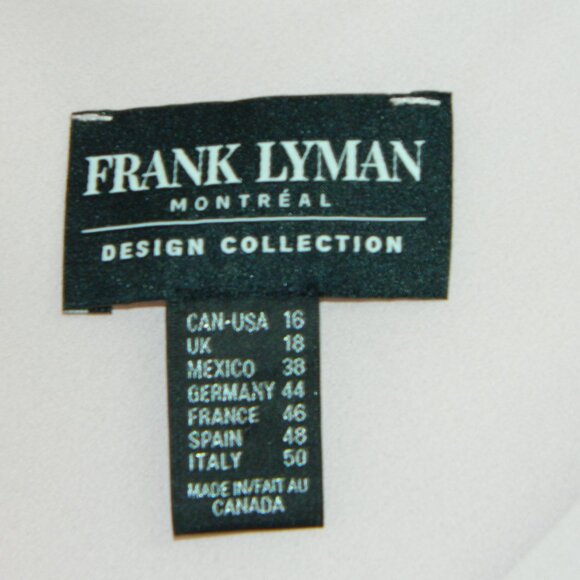 FRANK LYMAN
MONTRÉAL
DESIGN COLLECTION
CAN-USA 16
UK 18
MEXICO 38
GERMANY 44
FRANCE 46
SPAIN 48
ITALY 50
MADE IN/FAIT AU
CANADA